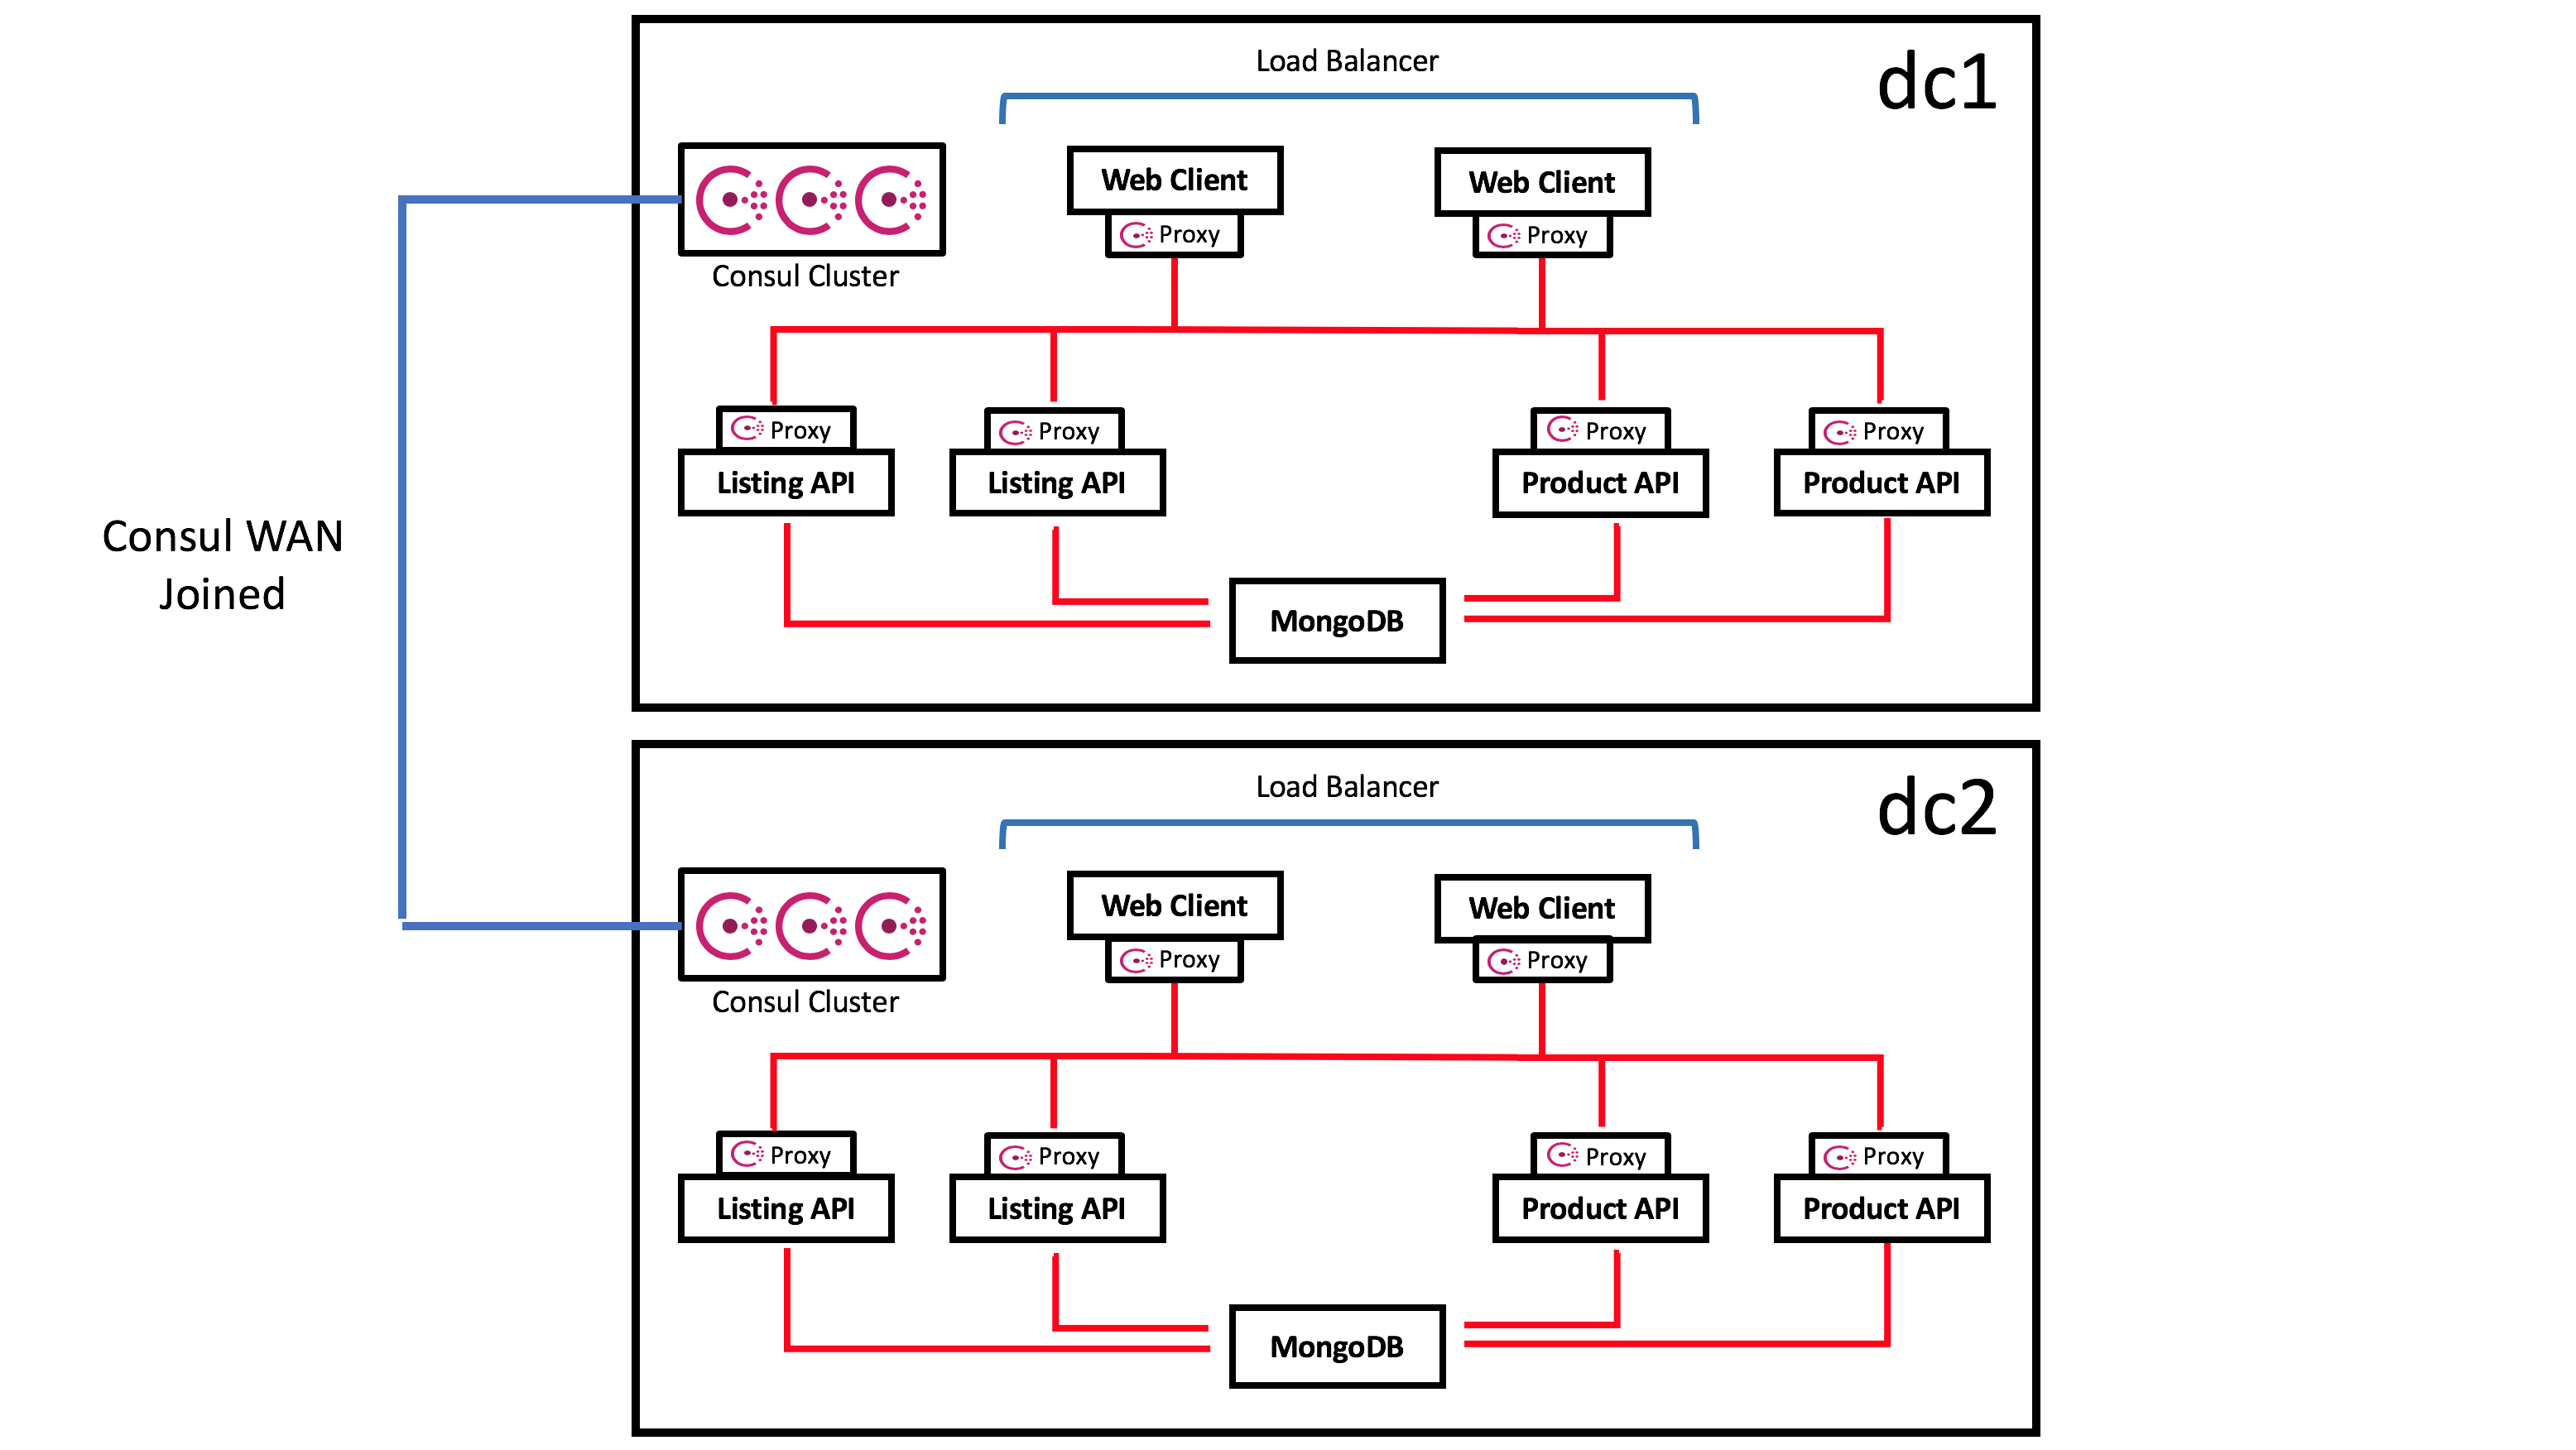 Load Balancer
dc1
Web Client
Web Client
Proxy
Proxy
Consul Cluster
Proxy
Proxy
Proxy
Proxy
Listing API
Listing API
Product API
Product API
Consul WAN
Joined
MongoDB
Load Balancer
dc2
Web Client
Web Client
Proxy
Proxy
Consul Cluster
Proxy
Proxy
Proxy
Proxy
Listing API
Listing API
Product API
Product API
MongoDB